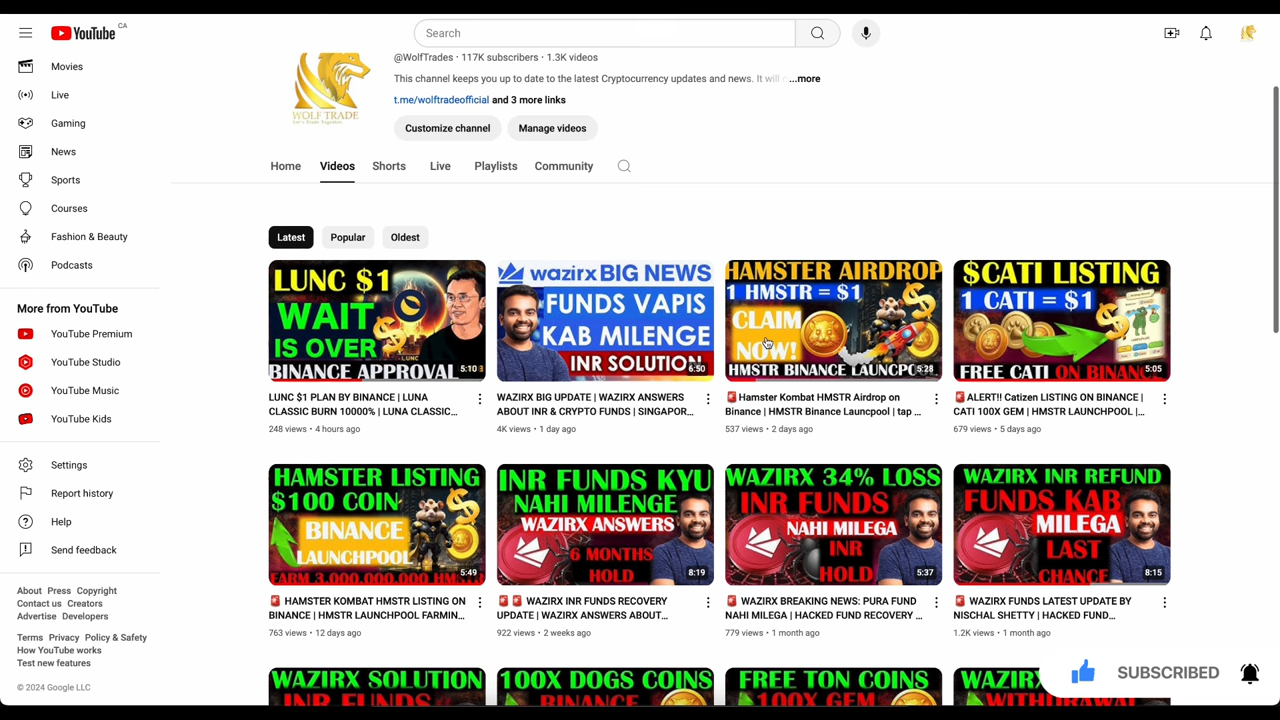 YouTube CA
Search
Movies
Live
Gaming
News
Sports
Courses
Fashion & Beauty
Podcasts
More from YouTube
YouTube Premium
YouTube Studio
YouTube Music
YouTube Kids
Settings
Report history
Help
Send feedback
About Press Copyright
Contact us Creators
Advertise Developers
Terms Privacy Policy & Safety
How YouTube works
Test new features
© 2024 Google LLC
WOLF TRADE
Let's Trade Together
@WolfTrades · 117K subscribers · 1.3K videos
This channel keeps you up to date to the latest Cryptocurrency updates and news. It will ...more
t.me/wolftradeofficial and 3 more links
Customize channel
Manage videos
Home
Videos
Shorts
Live
Playlists
Community
Latest
Popular
Oldest
LUNC $1
WAIT
IS OVER
LUNC
BINANCE APPROVAL
5:10
LUNC $1 PLAN BY BINANCE | LUNA
CLASSIC BURN 10000% | LUNA CLASSIC...
248 views · 4 hours ago
wazirx BIG NEWS
FUNDS VAPIS
KAB MILENGE
INR SOLUTION
6:50
WAZIRX BIG UPDATE | WAZIRX ANSWERS
ABOUT INR & CRYPTO FUNDS | SINGAPOR...
4K views · 1 day ago
HAMSTER AIRDROP
1 HMSTR = $1
CLAIM
NOW!
HMSTR BINANCE LAUNCPO
5:28
🚨Hamster Kombat HMSTR Airdrop on
Binance | HMSTR Binance Launcpool | tap ...
537 views · 2 days ago
$CATI LISTING
1 CATI = $1
FREE CATI ON BINANC
5:05
🚨ALERT!! Catizen LISTING ON BINANCE |
CATI 100X GEM | HMSTR LAUNCHPOOL |...
679 views · 5 days ago
HAMSTER LISTING
$100 COIN
BINANCE
LAUNCHPOOL
EARN 3,000,000,000 HM
5:49
🚨 HAMSTER KOMBAT HMSTR LISTING ON
BINANCE | HMSTR LAUNCHPOOL FARMIN...
763 views · 12 days ago
INR FUNDS KYU
NAHI MILENGE
WAZIRX ANSWERS
6 MONTHS
HOLD
8:19
🚨 🚨 WAZIRX INR FUNDS RECOVERY
UPDATE | WAZIRX ANSWERS ABOUT...
922 views · 2 weeks ago
WAZIRX 34% LOSS
INR FUNDS
NAHI MILEGA
INR
HOLD
5:37
🚨 WAZIRX BREAKING NEWS: PURA FUND
NAHI MILEGA | HACKED FUND RECOVERY ...
779 views · 1 month ago
WAZIRX INR REFUND
FUNDS KAB
MILEGA
LAST
CHANCE
8:15
🚨 WAZIRX FUNDS LATEST UPDATE BY
NISCHAL SHETTY | HACKED FUND...
1.2K views · 1 month ago
WAZIRX SOLUTION
INR FUNDS
100X DOGS COINS
BINANCE
FREE TON COINS
100X GEM
WAZIR
SUBSCRIBED